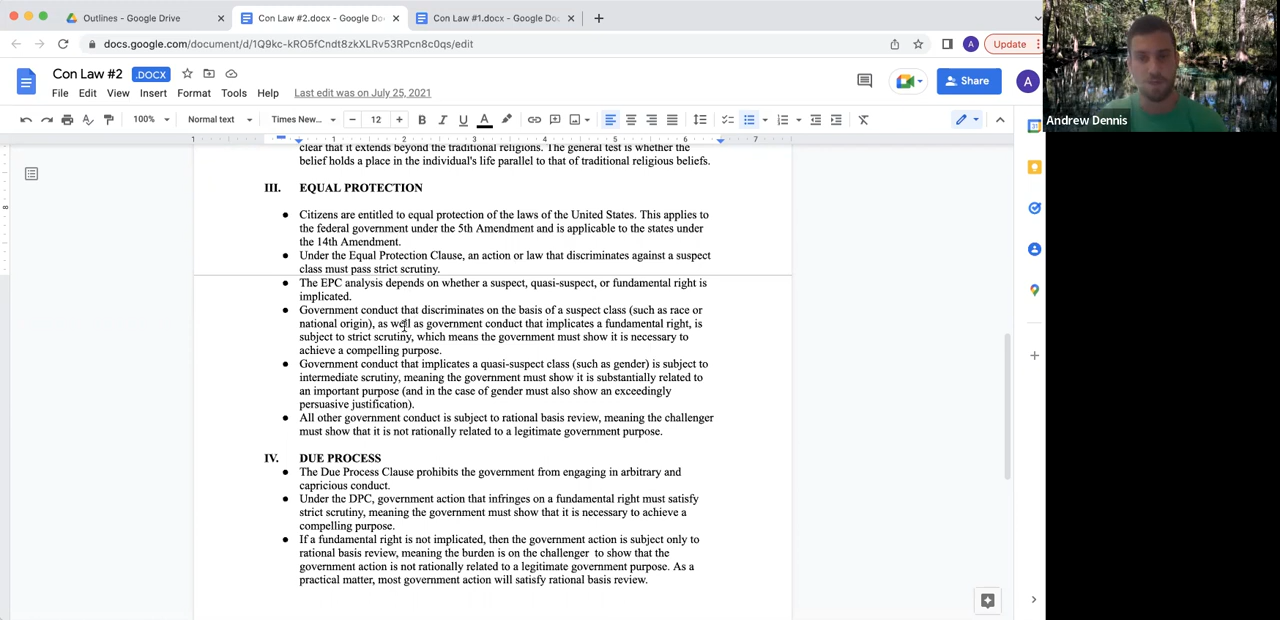 Outlines - Google Drive
Con Law #2.docx - Google Do
Con Law #1.docx - Google Do
docs.google.com/document/d/1Q9kc-kRO5fCndt8zkXLRv53RPcn8c0qs/edit
A
Update
Con Law #2 .DOCX
File Edit View Insert Format Tools Help Last edit was on July 25, 2021
Share
A
Andrew Dennis
100% Normal text Times New... 12 B I U A
1 1 2 3 4 5 6 7
clear that it extends beyond the traditional religions. The general test is whether the
belief holds a place in the individual's life parallel to that of traditional religious beliefs.
III. EQUAL PROTECTION
● Citizens are entitled to equal protection of the laws of the United States. This applies to
the federal government under the 5th Amendment and is applicable to the states under
the 14th Amendment.
● Under the Equal Protection Clause, an action or law that discriminates against a suspect
class must pass strict scrutiny.
● The EPC analysis depends on whether a suspect, quasi-suspect, or fundamental right is
implicated.
● Government conduct that discriminates on the basis of a suspect class (such as race or
national origin), as well as government conduct that implicates a fundamental right, is
subject to strict scrutiny, which means the government must show it is necessary to
achieve a compelling purpose.
● Government conduct that implicates a quasi-suspect class (such as gender) is subject to
intermediate scrutiny, meaning the government must show it is substantially related to
an important purpose (and in the case of gender must also show an exceedingly
persuasive justification).
● All other government conduct is subject to rational basis review, meaning the challenger
must show that it is not rationally related to a legitimate government purpose.
IV. DUE PROCESS
● The Due Process Clause prohibits the government from engaging in arbitrary and
capricious conduct.
● Under the DPC, government action that infringes on a fundamental right must satisfy
strict scrutiny, meaning the government must show that it is necessary to achieve a
compelling purpose.
● If a fundamental right is not implicated, then the government action is subject only to
rational basis review, meaning the burden is on the challenger to show that the
government action is not rationally related to a legitimate government purpose. As a
practical matter, most government action will satisfy rational basis review.